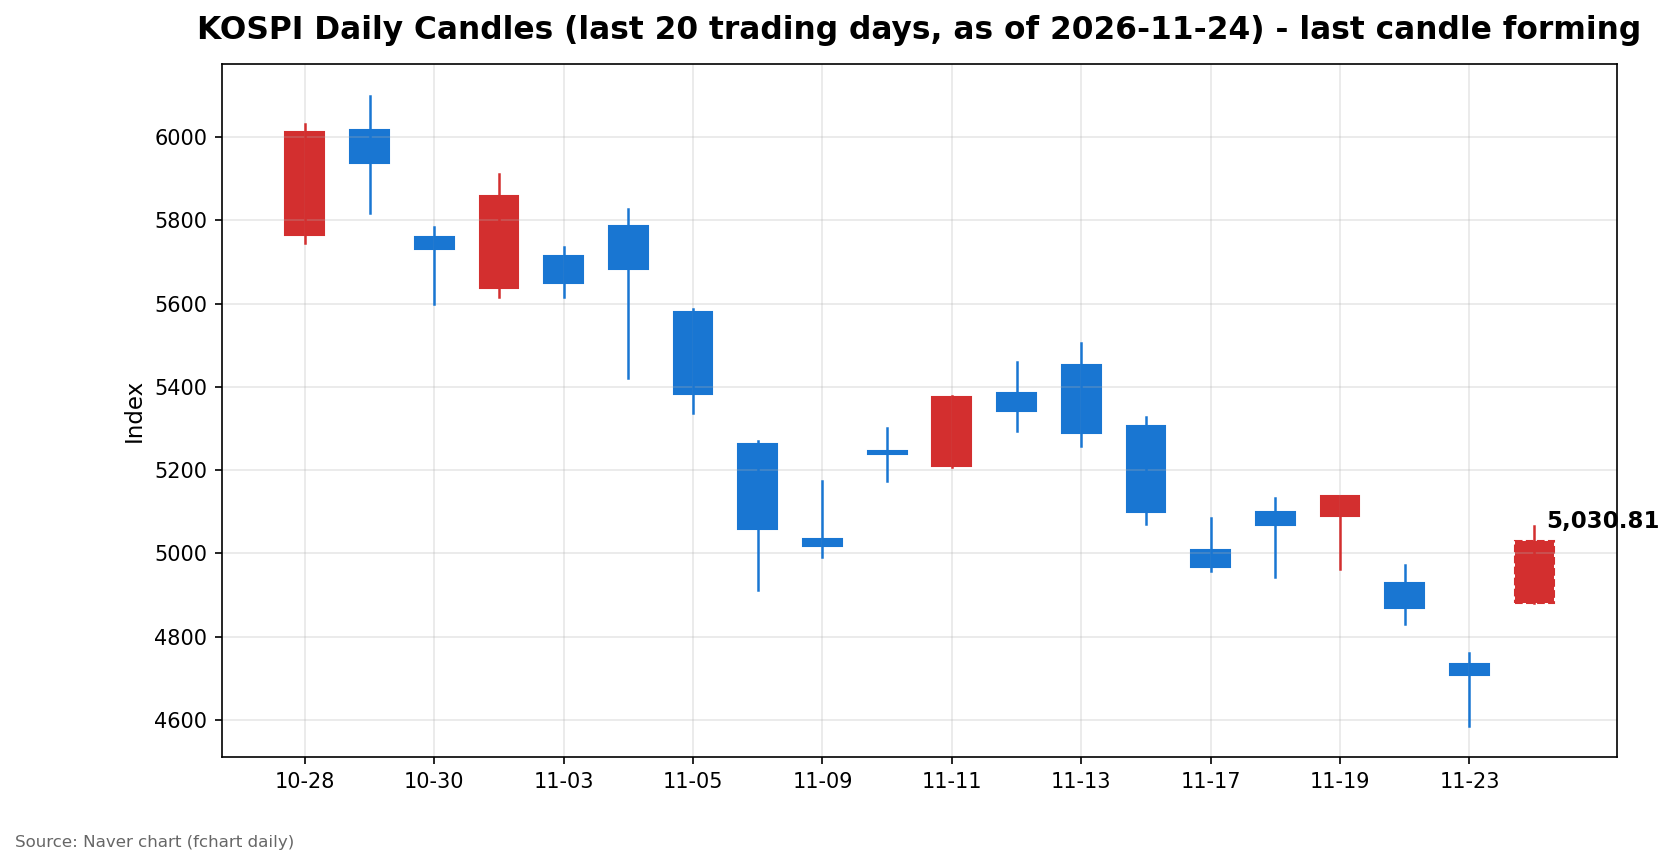 KOSPI Daily Candles (last 20 trading days, as of 2026-11-24) - last candle forming
Index
6000
5800
5600
5400
5200
5000
4800
4600
5,030.81
10-28 10-30 11-03 11-05 11-09 11-11 11-13 11-17 11-19 11-23
Source: Naver chart (fchart daily)